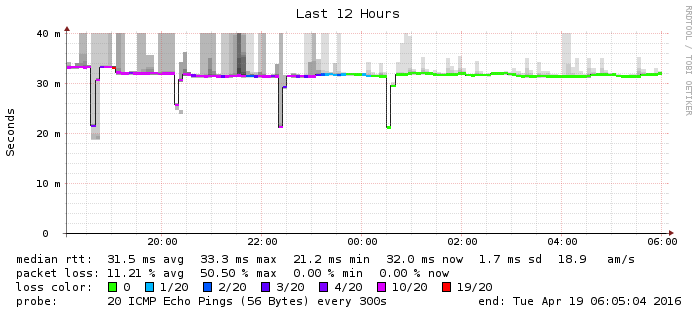 Last 12 Hours
RRDTOOL / TOBI OETIKER
Seconds
40 m
30 m
20 m
10 m
0
20:00 22:00 00:00 02:00 04:00 06:00
median rtt: 31.5 ms avg 33.3 ms max 21.2 ms min 32.0 ms now 1.7 ms sd 18.9 am/s
packet loss: 11.21 % avg 50.50 % max 0.00 % min 0.00 % now
loss color: 0 1/20 2/20 3/20 4/20 10/20 19/20
probe: 20 ICMP Echo Pings (56 Bytes) every 300s end: Tue Apr 19 06:05:04 2016